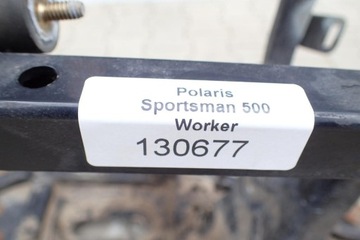 Polaris
Sportsman 500
Worker
130677